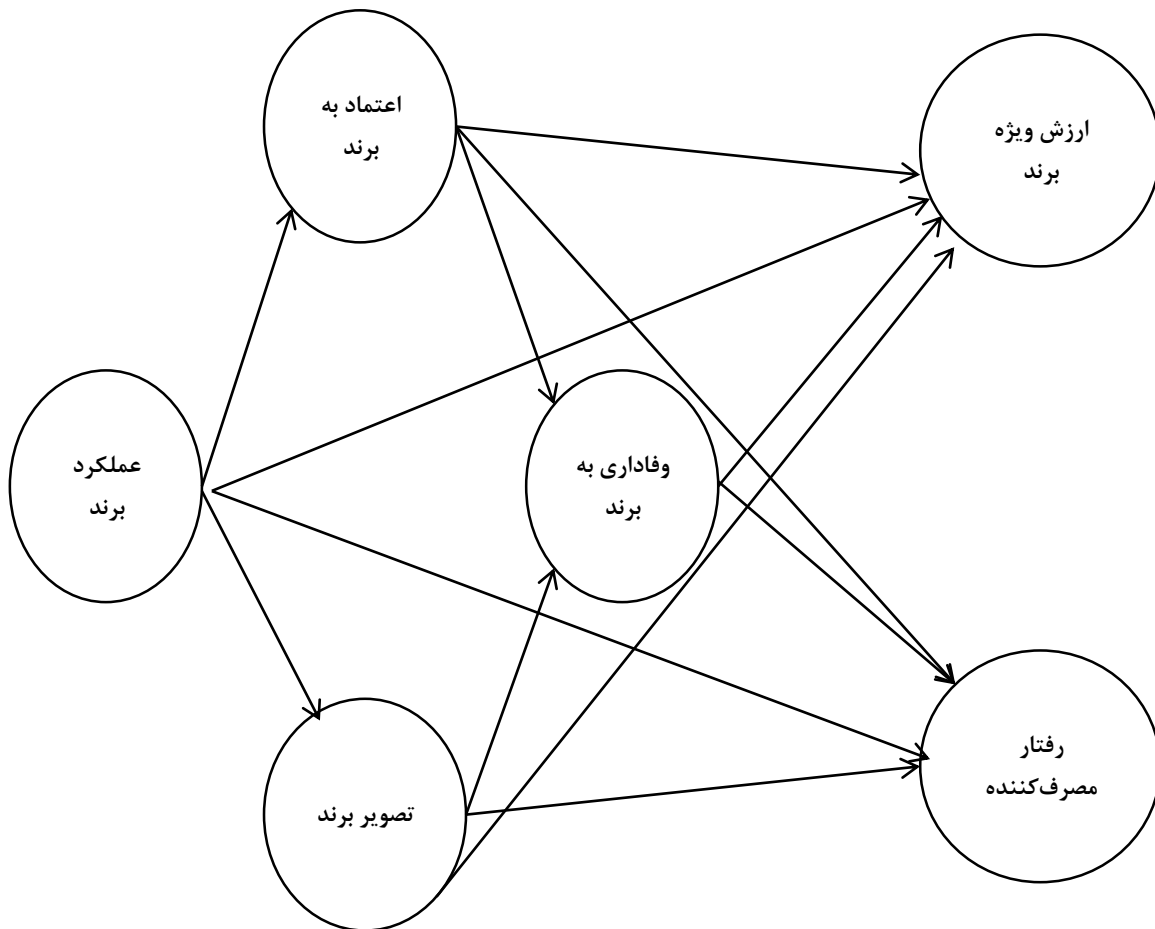 اعتماد به
برند
ارزش ویژه
برند
عملکرد
برند
وفاداری به
برند
تصویر برند
رفتار
مصرف‌کننده